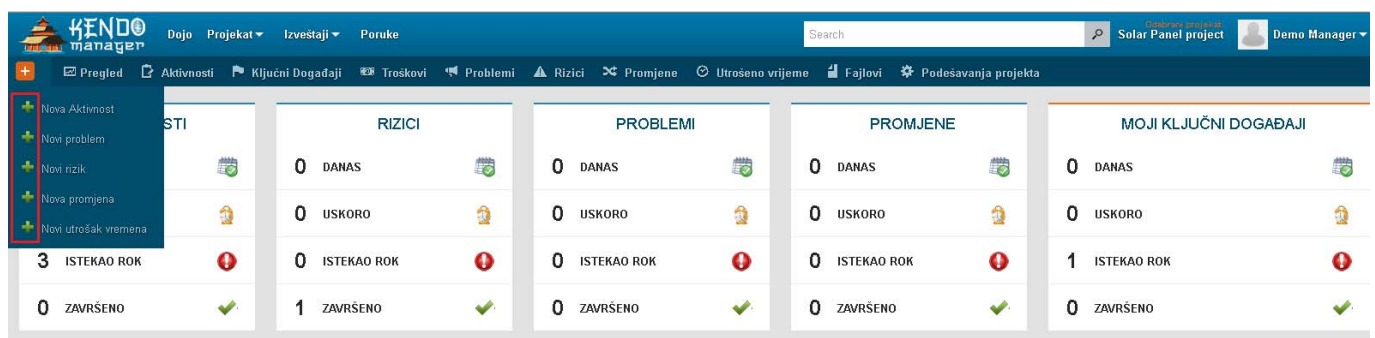 KENDO manager
Dojo Projekat Izveštaji Poruke
Search
Odabrani projekat:
Solar Panel project
Demo Manager
Pregled Aktivnosti Ključni Događaji Troškovi Problemi Rizici Promjene Utrošeno vrijeme Fajlovi Podešavanja projekta
Nova Aktivnost
Novi problem
Novi rizik
Nova promjena
Novi utrošak vremena
STI
3 ISTEKAO ROK
0 ZAVRŠENO
RIZICI
0 DANAS
0 USKORO
0 ISTEKAO ROK
1 ZAVRŠENO
PROBLEMI
0 DANAS
0 USKORO
0 ISTEKAO ROK
0 ZAVRŠENO
PROMJENE
0 DANAS
0 USKORO
0 ISTEKAO ROK
0 ZAVRŠENO
MOJI KLJUČNI DOGAĐAJI
0 DANAS
0 USKORO
1 ISTEKAO ROK
0 ZAVRŠENO